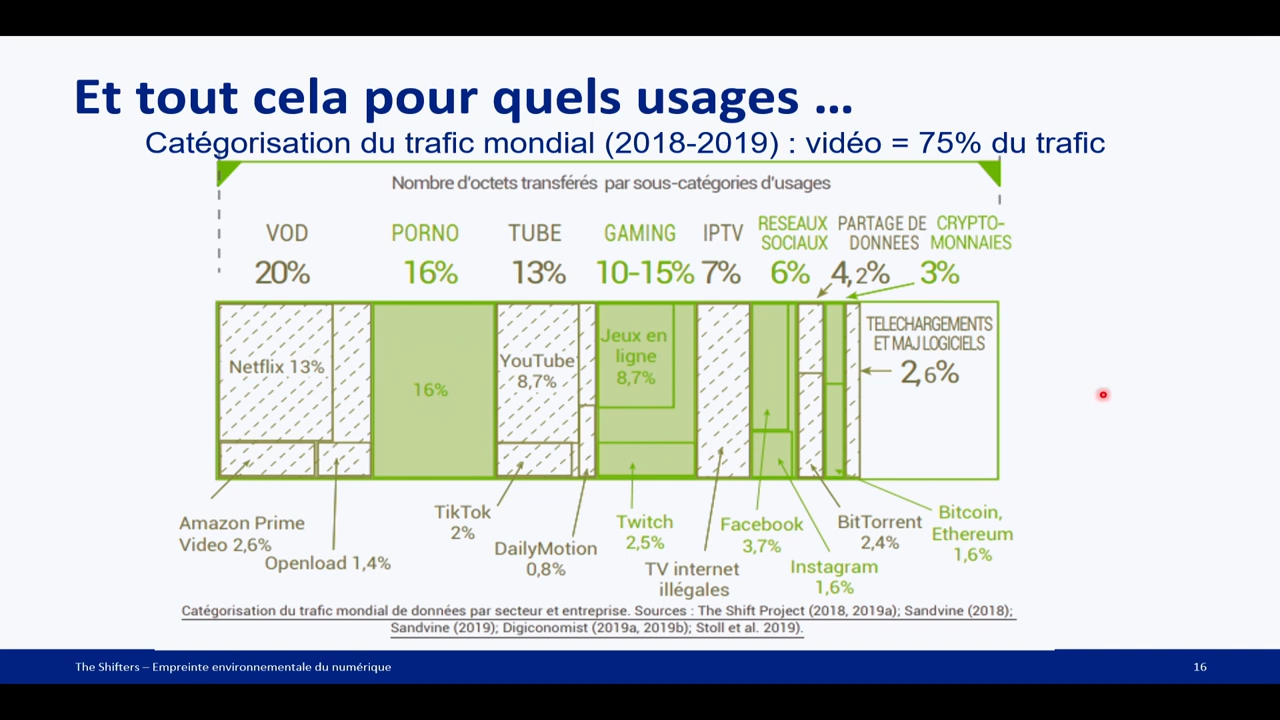 Et tout cela pour quels usages ...
Catégorisation du trafic mondial (2018-2019) : vidéo = 75% du trafic
Nombre d'octets transférés par sous-catégories d'usages
VOD
20%
PORNO
16%
TUBE
13%
GAMING
10-15%
IPTV
7%
RESEAUX
SOCIAUX
6%
PARTAGE DE
DONNEES
4,2%
CRYPTO-
MONNAIES
3%
Netflix 13%
16%
YouTube
8,7%
Jeux en
ligne
8,7%
TELECHARGEMENTS
ET MAJ LOGICIELS
2,6%
Amazon Prime
Video 2,6%
Openload 1,4%
TikTok
2%
DailyMotion
0,8%
Twitch
2,5%
TV internet
illégales
Facebook
3,7%
Instagram
1,6%
BitTorrent
2,4%
Bitcoin,
Ethereum
1,6%
Catégorisation du trafic mondial de données par secteur et entreprise. Sources : The Shift Project (2018, 2019a); Sandvine (2018);
Sandvine (2019); Digiconomist (2019a, 2019b); Stoll et al. 2019).
The Shifters – Empreinte environnementale du numérique
16